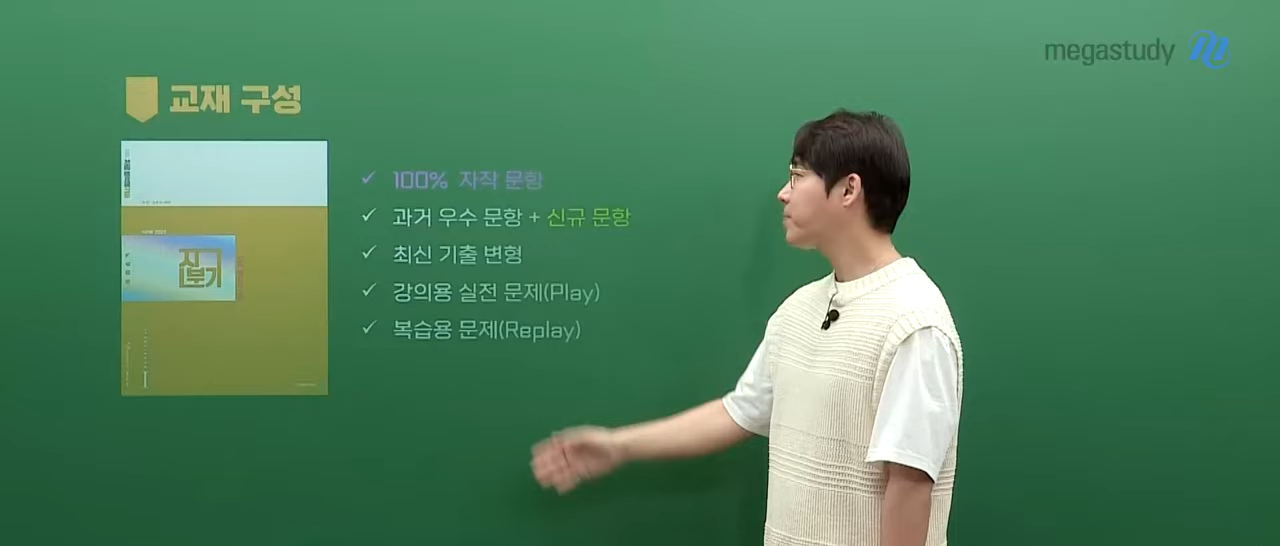 megastudy
교재 구성
100% 자작 문항
과거 우수 문항 + 신규 문항
최신 기출 변형
강의용 실전 문제(Play)
복습용 문제(Replay)